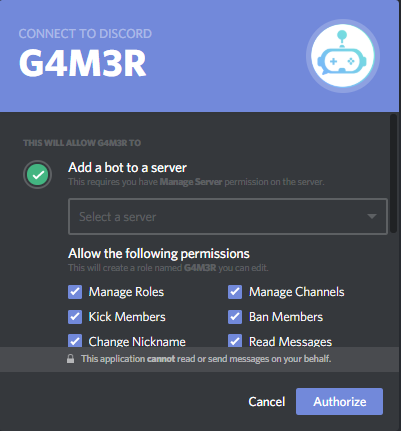 CONNECT TO DISCORD
G4M3R
THIS WILL ALLOW G4M3R TO
Add a bot to a server
This requires you have Manage Server permission on the server.
Select a server
Allow the following permissions
This will create a role named G4M3R you can edit.
Manage Roles
Manage Channels
Kick Members
Ban Members
Change Nickname
Read Messages
This application cannot read or send messages on your behalf.
Cancel
Authorize